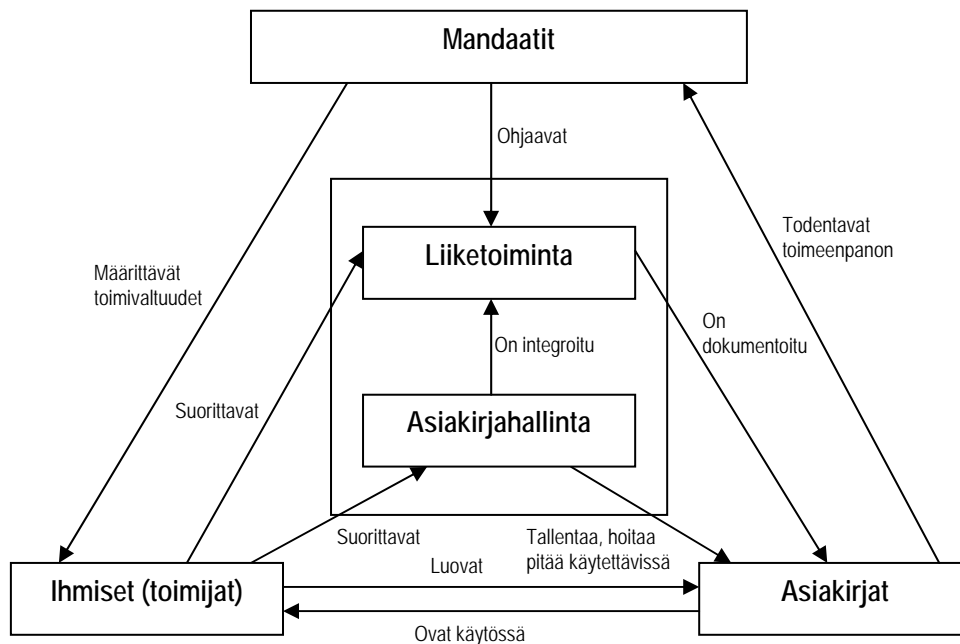 Mandaatit
Ohjaavat
Todentavat
toimeenpanon
Liiketoiminta
Määrittävät
toimivaltuudet
On
dokumentoitu
On integroitu
Suorittavat
Asiakirjahallinta
Suorittavat
Tallentaa, hoitaa
pitää käytettävissä
Luovat
Ihmiset (toimijat)
Asiakirjat
Ovat käytössä